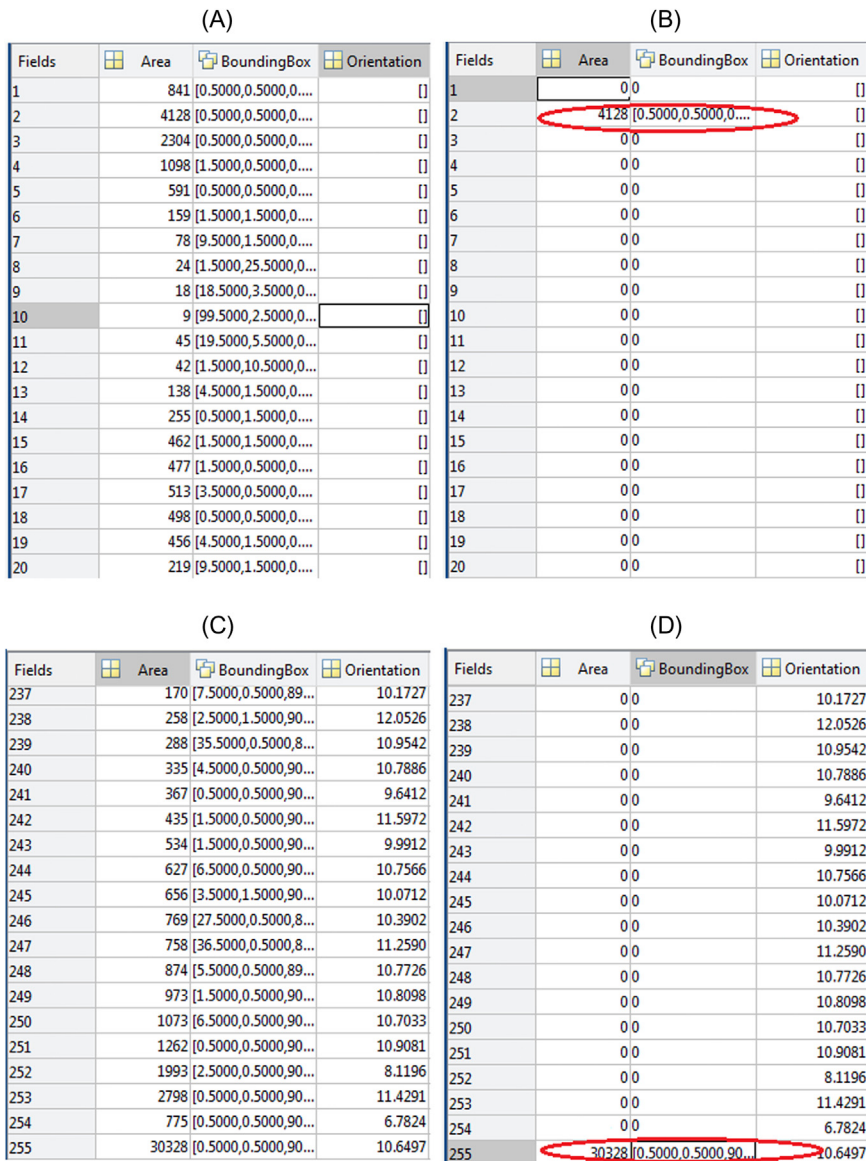 (A)
Fields Area BoundingBox Orientation
1 841 [0.5000,0.5000,0.... []
2 4128 [0.5000,0.5000,0.... []
3 2304 [0.5000,0.5000,0.... []
4 1098 [1.5000,0.5000,0.... []
5 591 [0.5000,0.5000,0.... []
6 159 [1.5000,1.5000,0.... []
7 78 [9.5000,1.5000,0.... []
8 24 [1.5000,25.5000,0... []
9 18 [18.5000,3.5000,0... []
10 9 [99.5000,2.5000,0... []
11 45 [19.5000,5.5000,0... []
12 42 [1.5000,10.5000,0... []
13 138 [4.5000,1.5000,0.... []
14 255 [0.5000,1.5000,0.... []
15 462 [1.5000,1.5000,0.... []
16 477 [1.5000,0.5000,0.... []
17 513 [3.5000,0.5000,0.... []
18 498 [0.5000,0.5000,0.... []
19 456 [4.5000,1.5000,0.... []
20 219 [9.5000,1.5000,0.... []
(B)
Fields Area BoundingBox Orientation
1 0 0 []
2 4128 [0.5000,0.5000,0.... []
3 0 0 []
4 0 0 []
5 0 0 []
6 0 0 []
7 0 0 []
8 0 0 []
9 0 0 []
10 0 0 []
11 0 0 []
12 0 0 []
13 0 0 []
14 0 0 []
15 0 0 []
16 0 0 []
17 0 0 []
18 0 0 []
19 0 0 []
20 0 0 []
(C)
Fields Area BoundingBox Orientation
237 170 [7.5000,0.5000,89... 10.1727
238 258 [2.5000,1.5000,90... 12.0526
239 288 [35.5000,0.5000,8... 10.9542
240 335 [4.5000,0.5000,90... 10.7886
241 367 [0.5000,0.5000,90... 9.6412
242 435 [1.5000,0.5000,90... 11.5972
243 534 [1.5000,0.5000,90... 9.9912
244 627 [6.5000,0.5000,90... 10.7566
245 656 [3.5000,1.5000,90... 10.0712
246 769 [27.5000,0.5000,8... 10.3902
247 758 [36.5000,0.5000,8... 11.2590
248 874 [5.5000,0.5000,89... 10.7726
249 973 [1.5000,0.5000,90... 10.8098
250 1073 [6.5000,0.5000,90... 10.7033
251 1262 [0.5000,0.5000,90... 10.9081
252 1993 [2.5000,0.5000,90... 8.1196
253 2798 [0.5000,0.5000,90... 11.4291
254 775 [0.5000,0.5000,90... 6.7824
255 30328 [0.5000,0.5000,90... 10.6497
(D)
Fields Area BoundingBox Orientation
237 0 0 10.1727
238 0 0 12.0526
239 0 0 10.9542
240 0 0 10.7886
241 0 0 9.6412
242 0 0 11.5972
243 0 0 9.9912
244 0 0 10.7566
245 0 0 10.0712
246 0 0 10.3902
247 0 0 11.2590
248 0 0 10.7726
249 0 0 10.8098
250 0 0 10.7033
251 0 0 10.9081
252 0 0 8.1196
253 0 0 11.4291
254 0 0 6.7824
255 30328 [0.5000,0.5000,90... 10.6497